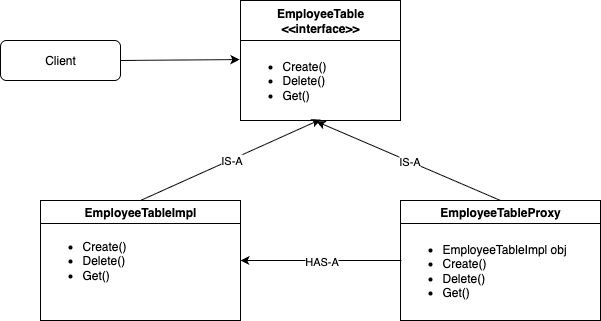 EmployeeTable
<<interface>>
Client
• Create()
• Delete()
• Get()
IS-A
IS-A
EmployeeTableImpl
• Create()
• Delete()
• Get()
HAS-A
EmployeeTableProxy
• EmployeeTableImpl obj
• Create()
• Delete()
• Get()